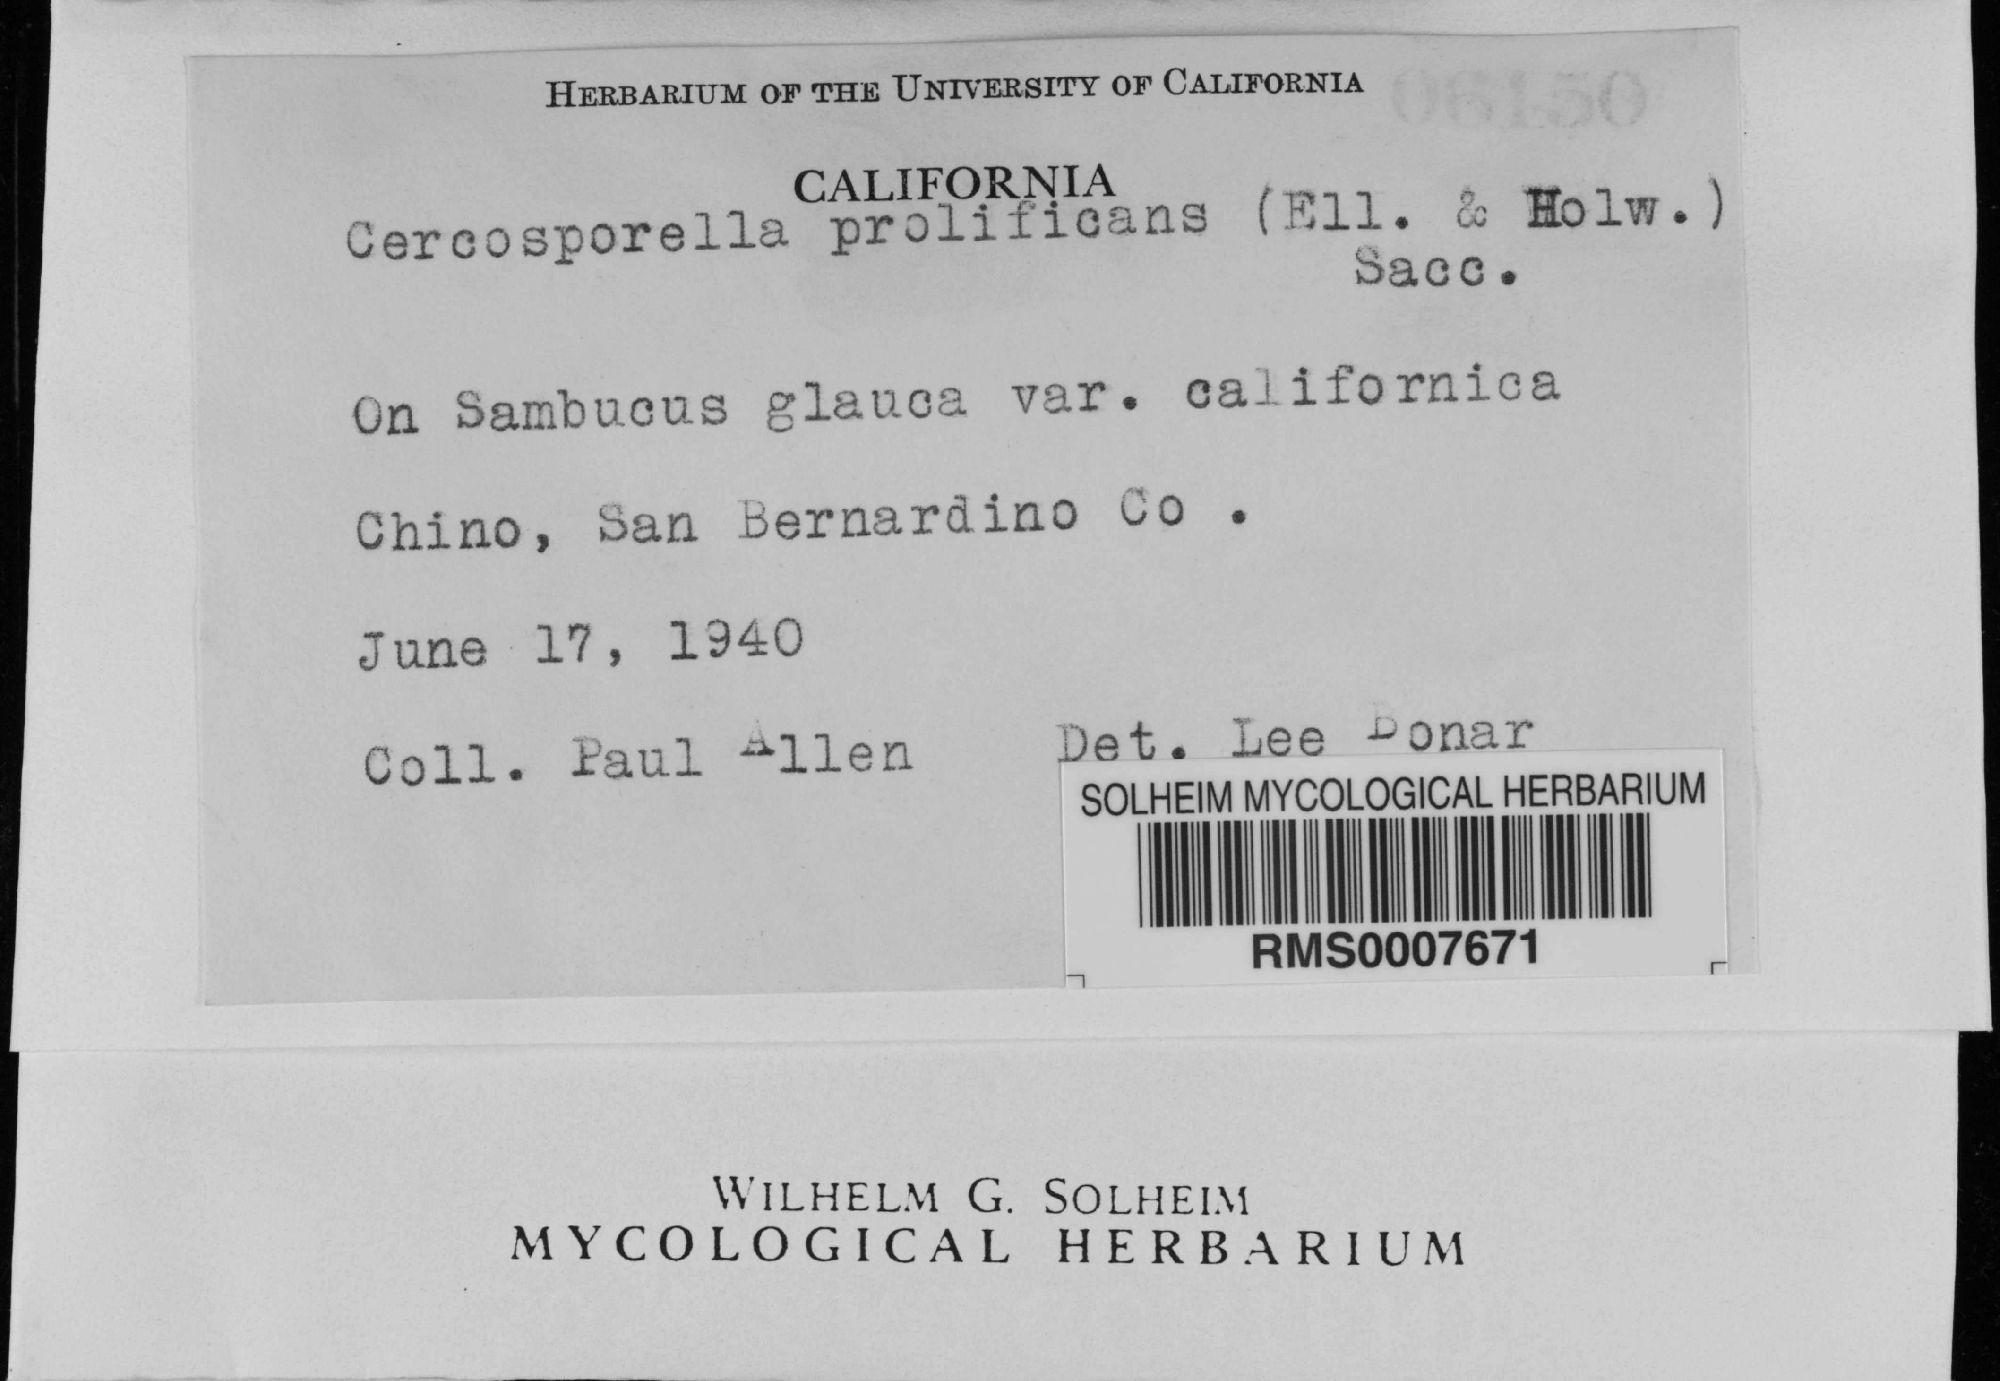 HERBARIUM OF THE UNIVERSITY OF CALIFORNIA
06150
CALIFORNIA
Cercosporella prolificans (Ell. & Holw.)
Sacc.
On Sambucus glauca var. californica
Chino, San Bernardino Co .
June 17, 1940
Coll. Paul Allen Det. Lee Bonar
SOLHEIM MYCOLOGICAL HERBARIUM
RMS0007671
WILHELM G. SOLHEIM
MYCOLOGICAL HERBARIUM